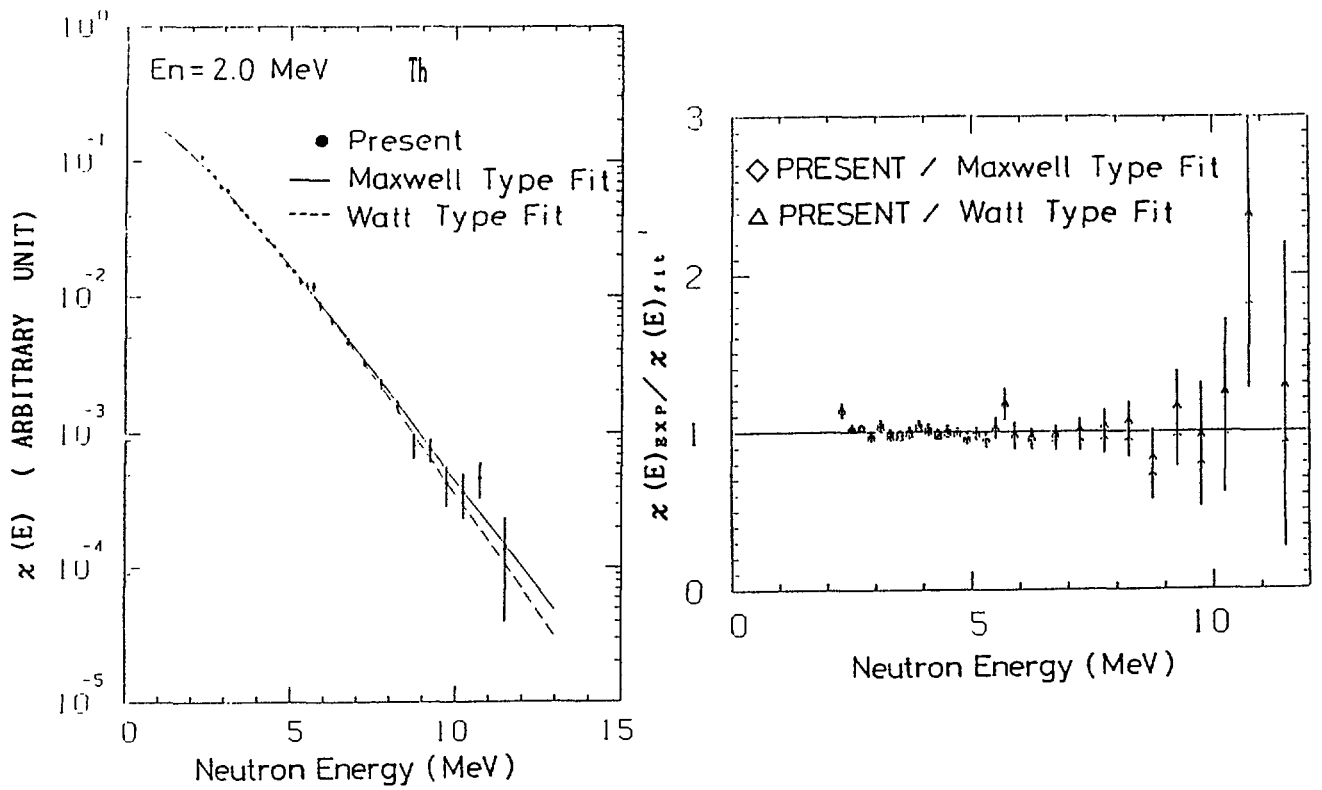 10⁰
En = 2.0 MeV Th
● Present
10⁻¹
Maxwell Type Fit
Watt Type Fit
10⁻²
10⁻³
10⁻⁴
10⁻⁵
0 5 10 15
Neutron Energy (MeV)
χ (E) ( ARBITRARY UNIT)
3
◇ PRESENT / Maxwell Type Fit
△ PRESENT / Watt Type Fit
2
1
0
0 5 10
Neutron Energy (MeV)
χ (E)EXP/ χ (E)fit